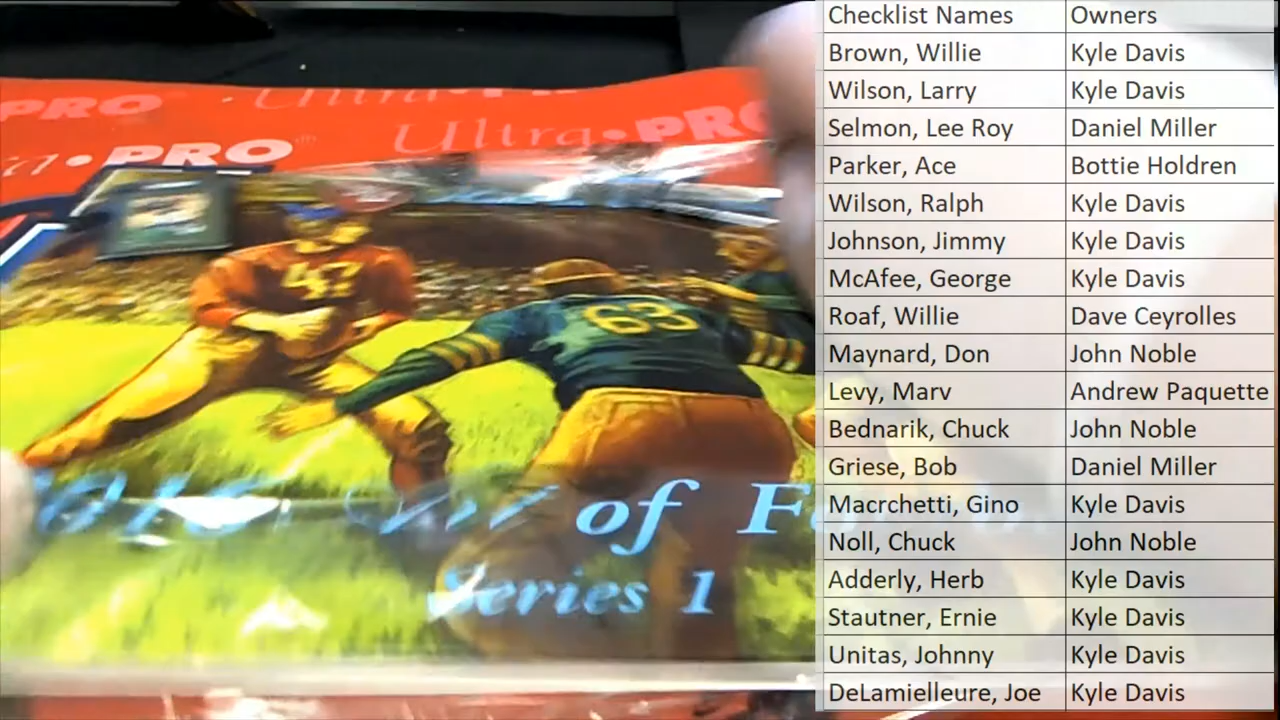 PRO
Ultra
Ultra•PRO
a•PRO
47
63
of
Series 1
Checklist Names Owners
Brown, Willie Kyle Davis
Wilson, Larry Kyle Davis
Selmon, Lee Roy Daniel Miller
Parker, Ace Bottie Holdren
Wilson, Ralph Kyle Davis
Johnson, Jimmy Kyle Davis
McAfee, George Kyle Davis
Roaf, Willie Dave Ceyrolles
Maynard, Don John Noble
Levy, Marv Andrew Paquette
Bednarik, Chuck John Noble
Griese, Bob Daniel Miller
Macrchetti, Gino Kyle Davis
Noll, Chuck John Noble
Adderly, Herb Kyle Davis
Stautner, Ernie Kyle Davis
Unitas, Johnny Kyle Davis
DeLamielleure, Joe Kyle Davis